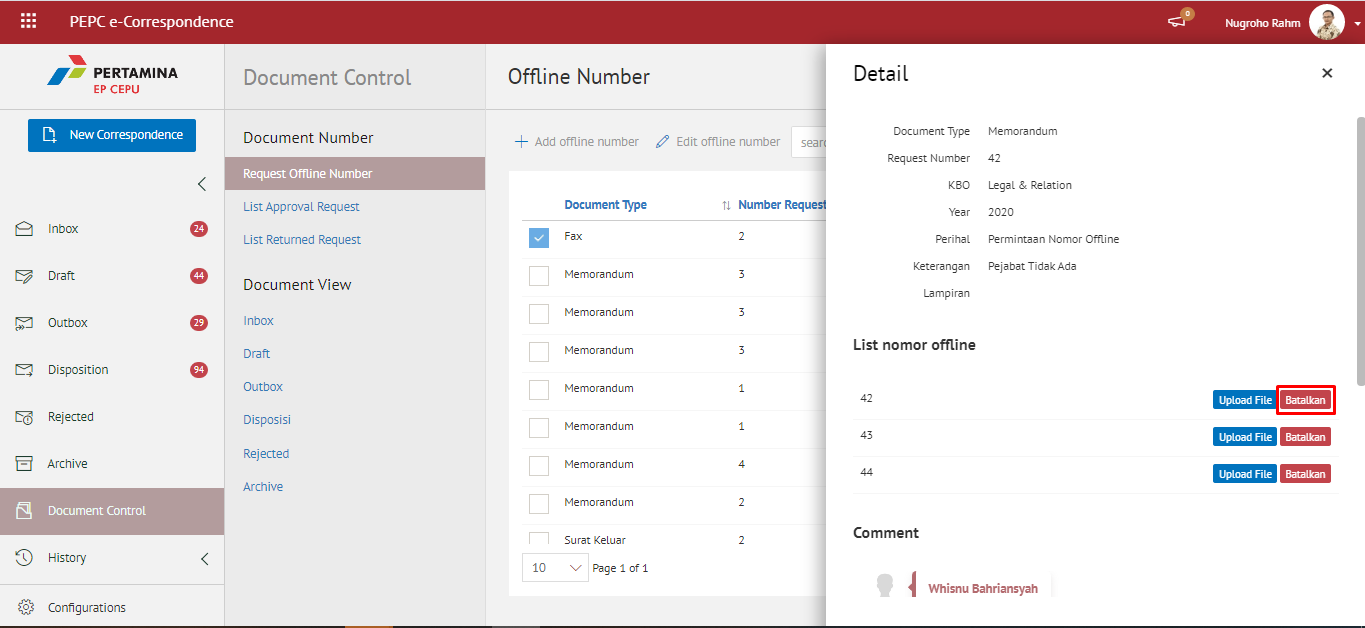 PEPC e-Correspondence
0
Nugroho Rahm
PERTAMINA
EP CEPU
New Correspondence
Inbox 24
Draft 44
Outbox 29
Disposition 94
Rejected
Archive
Document Control
History
Configurations
Document Control
Document Number
Request Offline Number
List Approval Request
List Returned Request
Document View
Inbox
Draft
Outbox
Disposisi
Rejected
Archive
Offline Number
Add offline number Edit offline number searc
Document Type Number Request
Fax 2
Memorandum 3
Memorandum 3
Memorandum 3
Memorandum 1
Memorandum 1
Memorandum 4
Memorandum 2
Surat Keluar 2
10 Page 1 of 1
Detail
Document Type Memorandum
Request Number 42
KBO Legal & Relation
Year 2020
Perihal Permintaan Nomor Offline
Keterangan Pejabat Tidak Ada
Lampiran
List nomor offline
42 Upload File Batalkan
43 Upload File Batalkan
44 Upload File Batalkan
Comment
Whisnu Bahriansyah